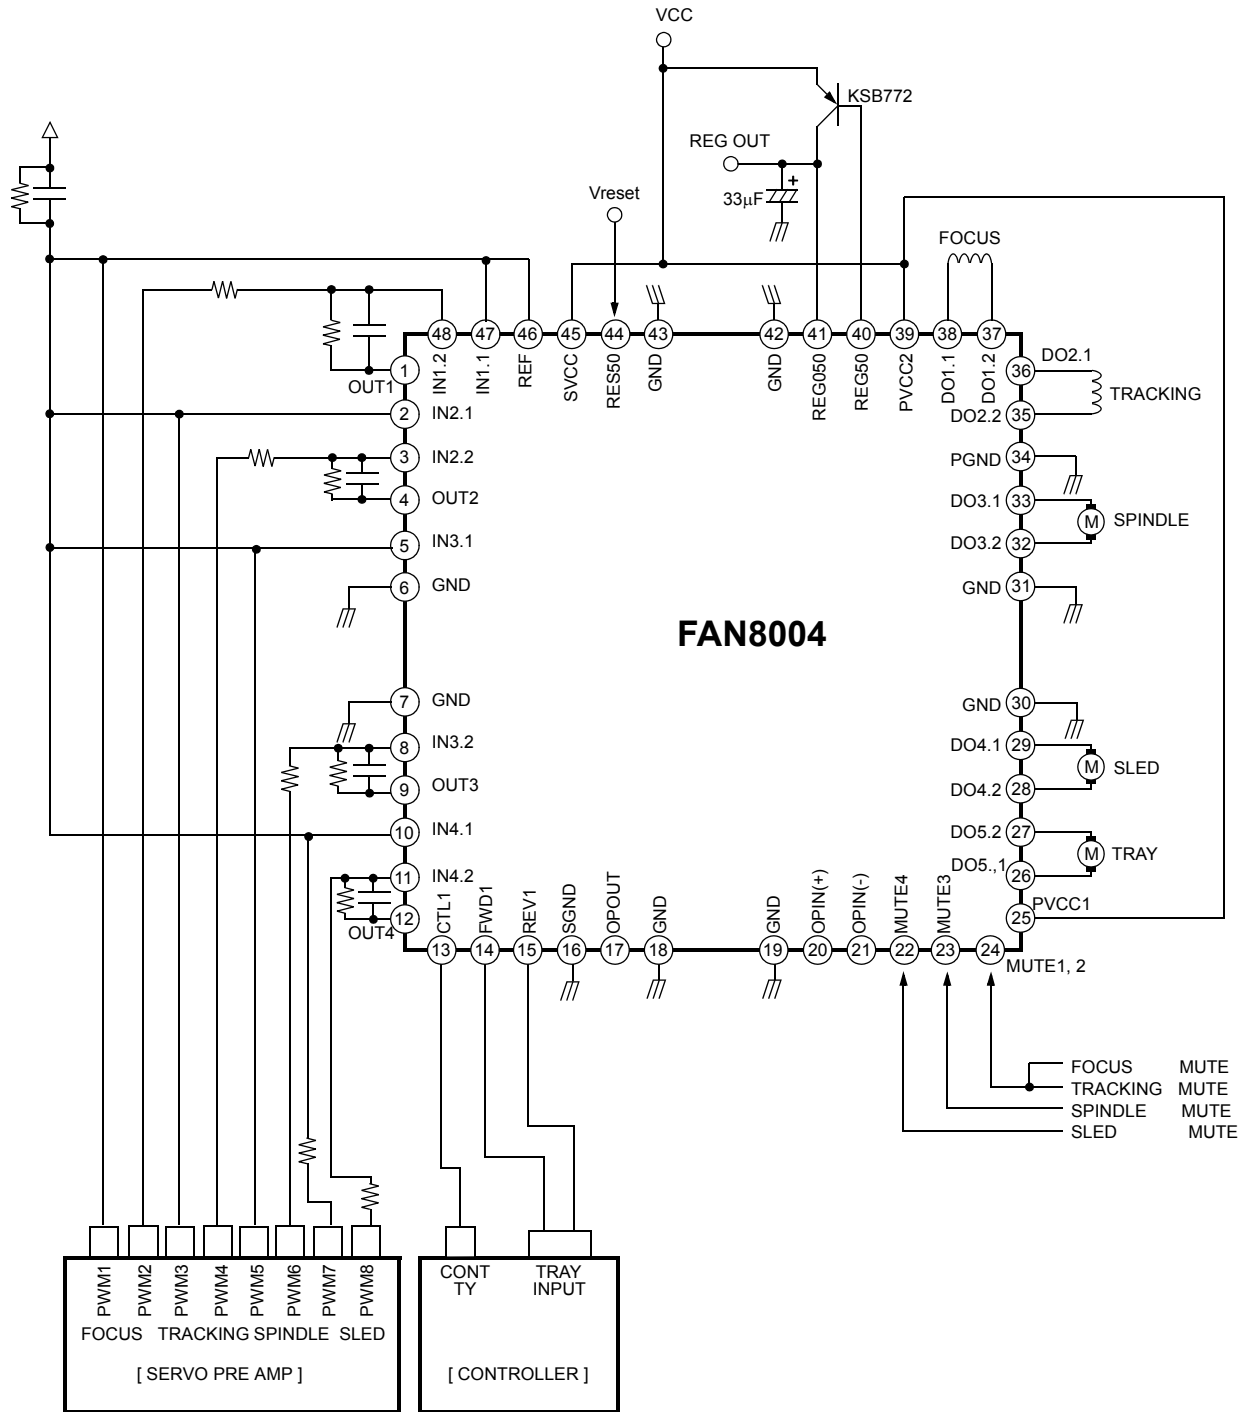 VCC
KSB772
REG OUT
+
33µF
Vreset
FOCUS
48 47 46 45 44 43 42 41 40 39 38 37
IN1.2
IN1.1
REF
SVCC
RES50
GND
GND
REG050
REG50
PVCC2
DO1.1
DO1.2
1 OUT1
2 IN2.1
3 IN2.2
4 OUT2
5 IN3.1
6 GND
7 GND
8 IN3.2
9 OUT3
10 IN4.1
11 IN4.2
12 OUT4
FAN8004
DO2.1 36
TRACKING
DO2.2 35
PGND 34
DO3.1 33
M SPINDLE
DO3.2 32
GND 31
GND 30
DO4.1 29
M SLED
DO4.2 28
DO5.2 27
M TRAY
DO5.,1 26
PVCC1
25
CTL1
FWD1
REV1
SGND
OPOUT
GND
GND
OPIN(+)
OPIN(-)
MUTE4
MUTE3
MUTE1, 2
13 14 15 16 17 18 19 20 21 22 23 24
FOCUS MUTE
TRACKING MUTE
SPINDLE MUTE
SLED MUTE
PWM1
PWM2
PWM3
PWM4
PWM5
PWM6
PWM7
PWM8
FOCUS TRACKING SPINDLE SLED
[ SERVO PRE AMP ]
CONT
TY
TRAY
INPUT
[ CONTROLLER ]